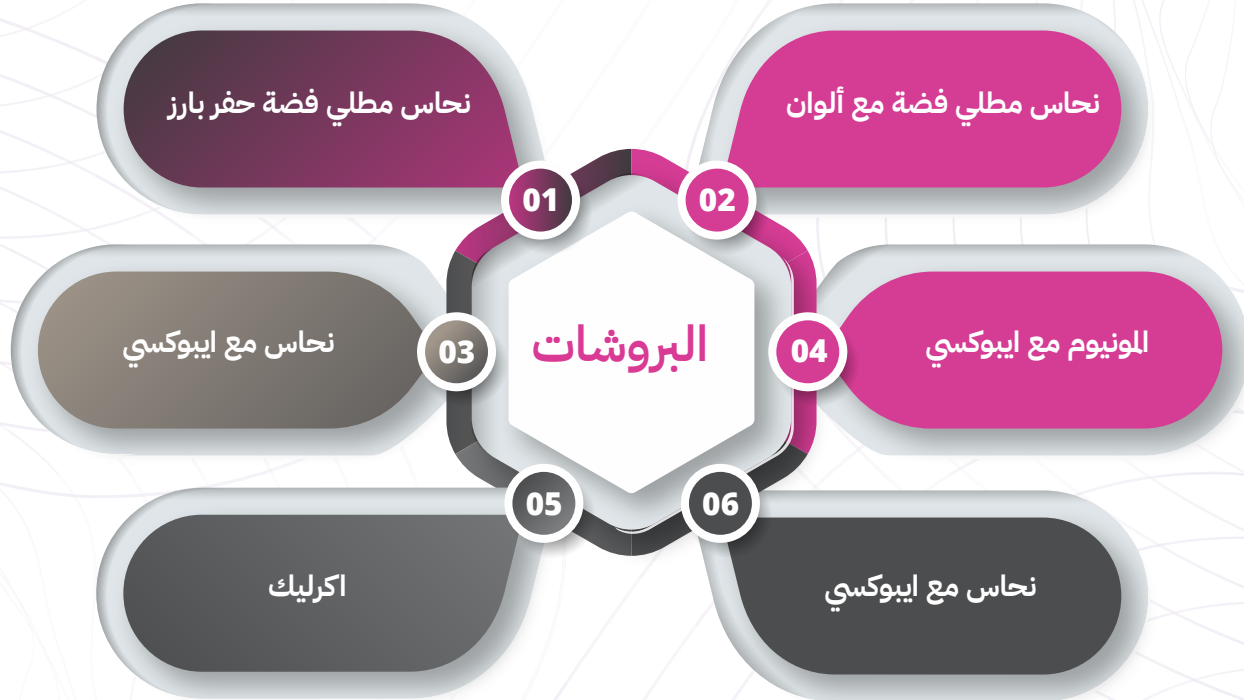 البروشات
01
نحاس مطلي فضة حفر بارز
02
نحاس مطلي فضة مع ألوان
03
نحاس مع ايبوكسي
04
المونيوم مع ايبوكسي
05
اكرليك
06
نحاس مع ايبوكسي